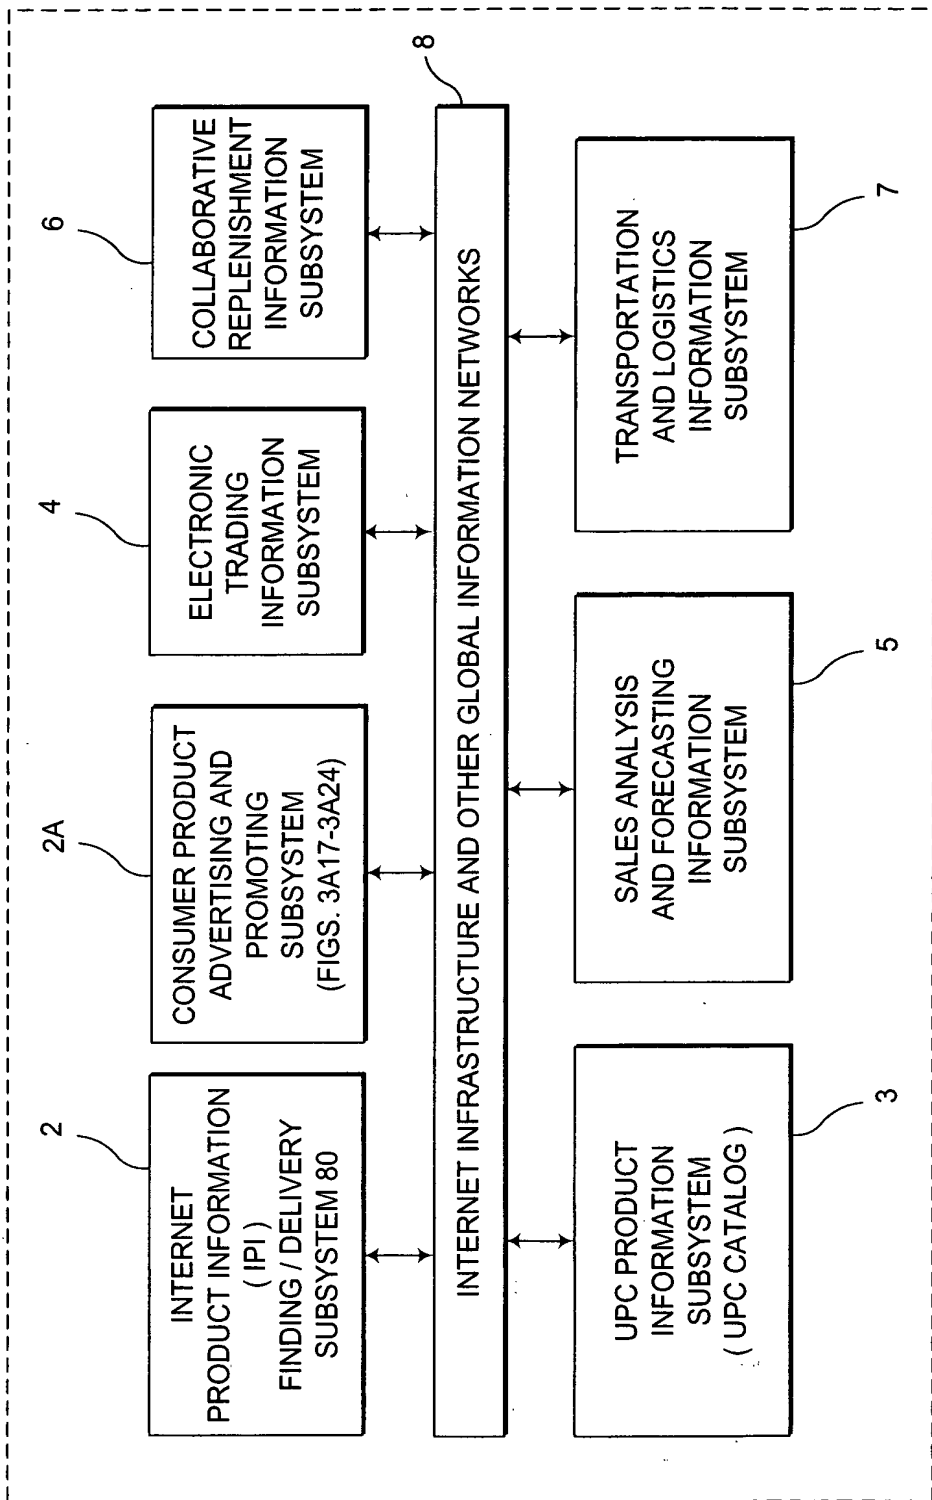 2
INTERNET
PRODUCT INFORMATION
( IPI )
FINDING / DELIVERY
SUBSYSTEM 80
2A
CONSUMER PRODUCT
ADVERTISING AND
PROMOTING
SUBSYSTEM
(FIGS. 3A17-3A24)
4
ELECTRONIC
TRADING
INFORMATION
SUBSYSTEM
6
COLLABORATIVE
REPLENISHMENT
INFORMATION
SUBSYSTEM
INTERNET INFRASTRUCTURE AND OTHER GLOBAL INFORMATION NETWORKS
8
UPC PRODUCT
INFORMATION
SUBSYSTEM
( UPC CATALOG )
3
SALES ANALYSIS
AND FORECASTING
INFORMATION
SUBSYSTEM
5
TRANSPORTATION
AND LOGISTICS
INFORMATION
SUBSYSTEM
7